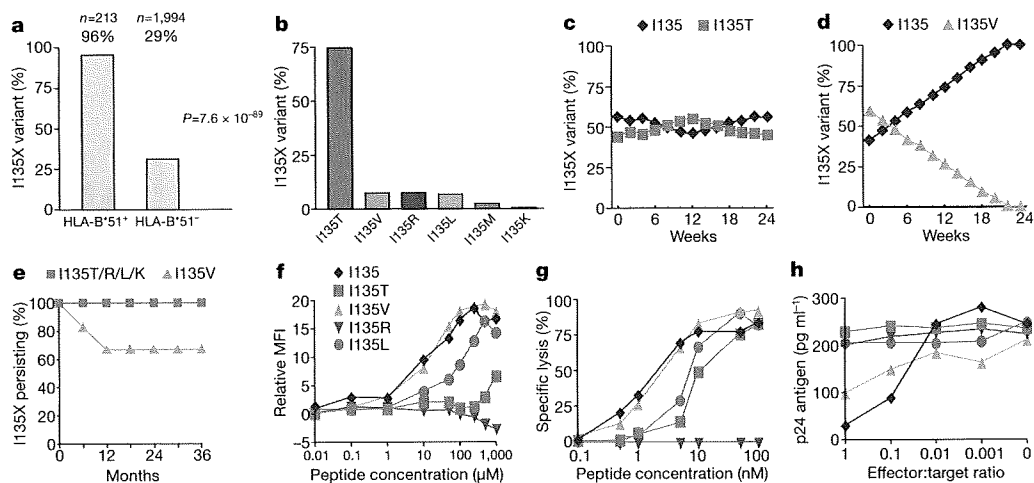 a
n=213 n=1,994
96% 29%
I135X variant (%)
100
75
50
25
0
P=7.6 × 10⁻⁸⁹
HLA-B*51⁺ HLA-B*51⁻
b
I135X variant (%)
75
50
25
0
I135T I135V I135R I135L I135M I135K
c
I135 I135T
I135X variant (%)
100
75
50
25
0
0 6 12 18 24
Weeks
d
I135 I135V
I135X variant (%)
100
75
50
25
0
0 6 12 18 24
Weeks
e
I135T/R/L/K I135V
I135X persisting (%)
100
80
60
40
20
0
0 12 24 36
Months
f
I135
I135T
I135V
I135R
I135L
Relative MFI
20
15
10
5
0
−5
0.01 0.1 1 10 100 1,000
Peptide concentration (µM)
g
Specific lysis (%)
100
75
50
25
0
0.1 1 10 100
Peptide concentration (nM)
h
p24 antigen (pg ml⁻¹)
300
200
100
0
1 0.1 0.01 0.001 0
Effector:target ratio